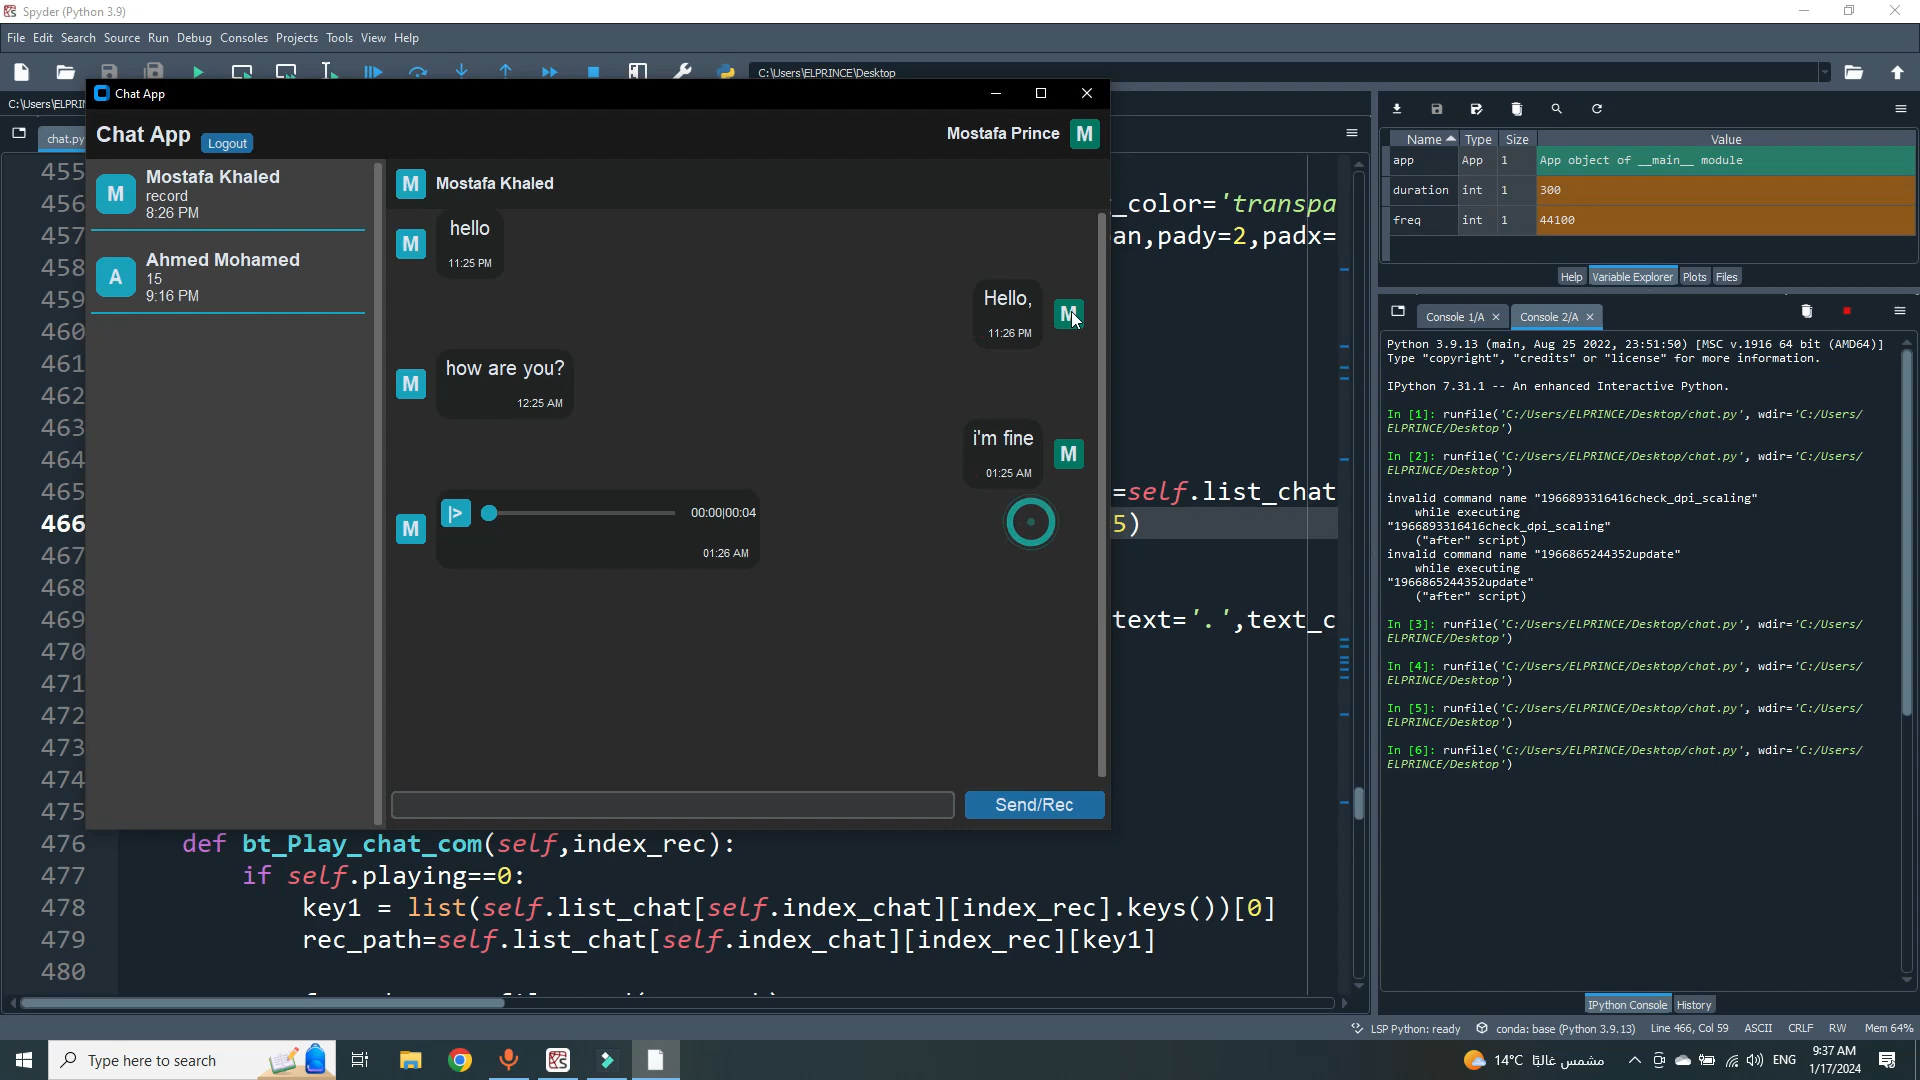 Spyder (Python 3.9)
File Edit Search Source Run Debug Consoles Projects Tools View Help
C:\Users\ELPRINCE\Desktop
C:\Users\ELPRIN
chat.py
Chat App
Chat App
Logout
Mostafa Prince M
M
Mostafa Khaled
record
8:26 PM
A
Ahmed Mohamed
15
9:16 PM
M Mostafa Khaled
M
hello
11:25 PM
Hello,
11:26 PM
M
M
how are you?
12:25 AM
i'm fine
01:25 AM
M
M
|> 00:00|00:04
01:26 AM
Send/Rec
455
456 _color='transpa
457 an,pady=2,padx=
458
459
460
461
462
463
464
465 =self.list_chat
466 5)
467
468
469 text='.',text_c
470
471
472
473
474
475
476 def bt_Play_chat_com(self,index_rec):
477 if self.playing==0:
478 key1 = list(self.list_chat[self.index_chat][index_rec].keys())[0]
479 rec_path=self.list_chat[self.index_chat][index_rec][key1]
480
Name Type Size Value
app App 1 App object of __main__ module
duration int 1 300
freq int 1 44100
Help Variable Explorer Plots Files
Console 1/A Console 2/A
Python 3.9.13 (main, Aug 25 2022, 23:51:50) [MSC v.1916 64 bit (AMD64)]
Type "copyright", "credits" or "license" for more information.
IPython 7.31.1 -- An enhanced Interactive Python.
In [1]: runfile('C:/Users/ELPRINCE/Desktop/chat.py', wdir='C:/Users/
ELPRINCE/Desktop')
In [2]: runfile('C:/Users/ELPRINCE/Desktop/chat.py', wdir='C:/Users/
ELPRINCE/Desktop')
invalid command name "1966893316416check_dpi_scaling"
while executing
"1966893316416check_dpi_scaling"
("after" script)
invalid command name "1966865244352update"
while executing
"1966865244352update"
("after" script)
In [3]: runfile('C:/Users/ELPRINCE/Desktop/chat.py', wdir='C:/Users/
ELPRINCE/Desktop')
In [4]: runfile('C:/Users/ELPRINCE/Desktop/chat.py', wdir='C:/Users/
ELPRINCE/Desktop')
In [5]: runfile('C:/Users/ELPRINCE/Desktop/chat.py', wdir='C:/Users/
ELPRINCE/Desktop')
In [6]: runfile('C:/Users/ELPRINCE/Desktop/chat.py', wdir='C:/Users/
ELPRINCE/Desktop')
IPython Console History
LSP Python: ready conda: base (Python 3.9.13) Line 466, Col 59 ASCII CRLF RW Mem 64%
Type here to search
14°C مشمس غالبًا
ENG
9:37 AM
1/17/2024